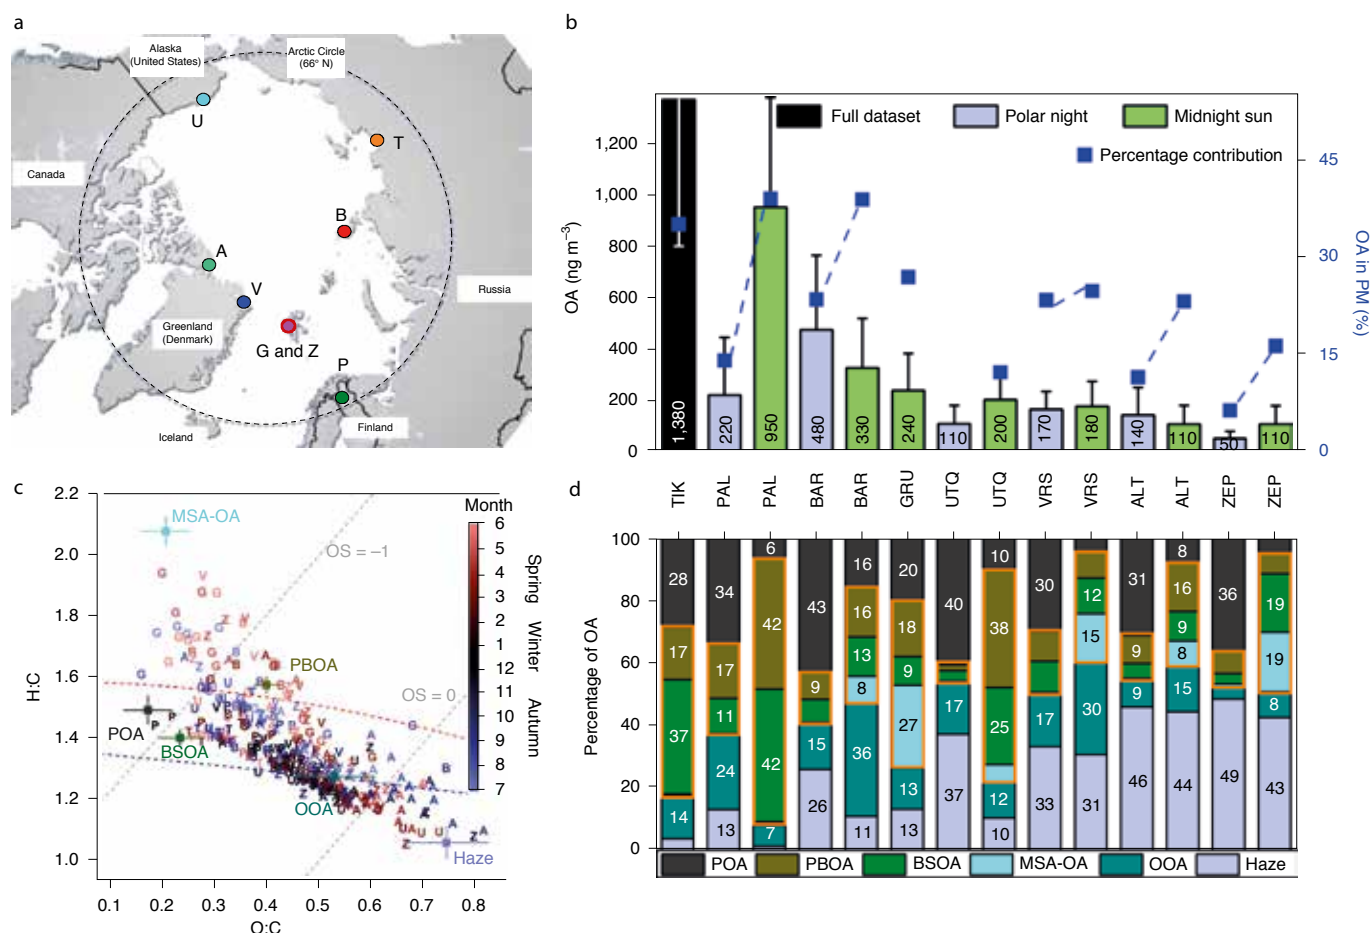 a
Alaska
(United States)
Arctic Circle
(66° N)
U
T
Canada
B
A
V
Russia
Greenland
(Denmark)
G and Z
P
Iceland
Finland
b
Full dataset
Polar night
Midnight sun
Percentage contribution
OA (ng m⁻³)
1,200
1,000
800
600
400
200
0
45
30
15
0
OA in PM (%)
1,380
220
950
480
330
240
110
200
170
180
140
110
50
110
TIK
PAL
PAL
BAR
BAR
GRU
UTQ
UTQ
VRS
VRS
ALT
ALT
ZEP
ZEP
c
H:C
2.2
2.0
1.8
1.6
1.4
1.2
1.0
0.1 0.2 0.3 0.4 0.5 0.6 0.7 0.8
O:C
MSA-OA
OS = –1
OS = 0
PBOA
POA
BSOA
OOA
Haze
Month
6
5
4
3
2
1
12
11
10
9
8
7
Spring
Winter
Autumn
d
Percentage of OA
100
80
60
40
20
0
28
17
37
14
34
17
11
24
13
6
42
42
7
43
9
15
26
16
16
13
8
36
11
20
18
9
27
13
13
40
17
37
10
38
25
12
10
30
17
33
12
15
30
31
31
9
9
46
8
16
9
8
15
44
36
49
19
19
8
43
POA
PBOA
BSOA
MSA-OA
OOA
Haze